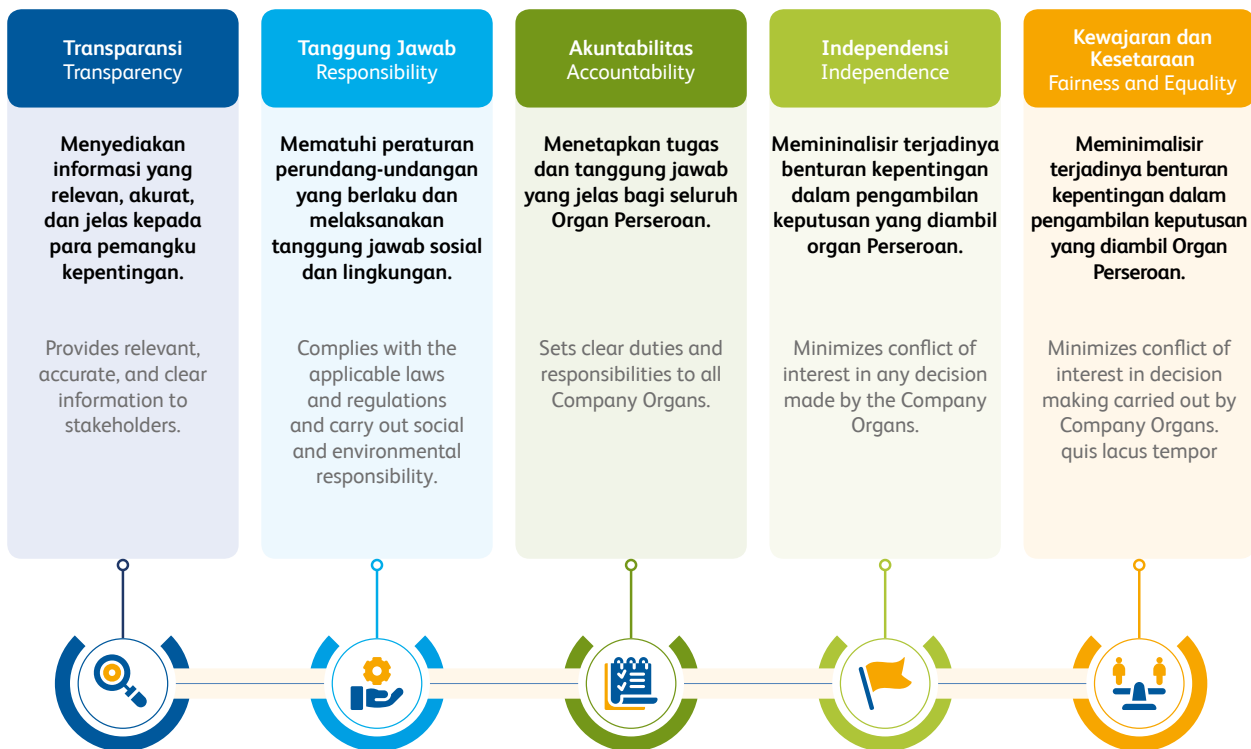 Transparansi
Transparency
Menyediakan
informasi yang
relevan, akurat,
dan jelas kepada
para pemangku
kepentingan.
Provides relevant,
accurate, and clear
information to
stakeholders.
Tanggung Jawab
Responsibility
Mematuhi peraturan
perundang-undangan
yang berlaku dan
melaksanakan
tanggung jawab sosial
dan lingkungan.
Complies with the
applicable laws
and regulations
and carry out social
and environmental
responsibility.
Akuntabilitas
Accountability
Menetapkan tugas
dan tanggung jawab
yang jelas bagi seluruh
Organ Perseroan.
Sets clear duties and
responsibilities to all
Company Organs.
Independensi
Independence
Memininalisir terjadinya
benturan kepentingan
dalam pengambilan
keputusan yang diambil
organ Perseroan.
Minimizes conflict of
interest in any decision
made by the Company
Organs.
Kewajaran dan
Kesetaraan
Fairness and Equality
Meminimalisir
terjadinya benturan
kepentingan dalam
pengambilan keputusan
yang diambil Organ
Perseroan.
Minimizes conflict of
interest in decision
making carried out by
Company Organs.
quis lacus tempor